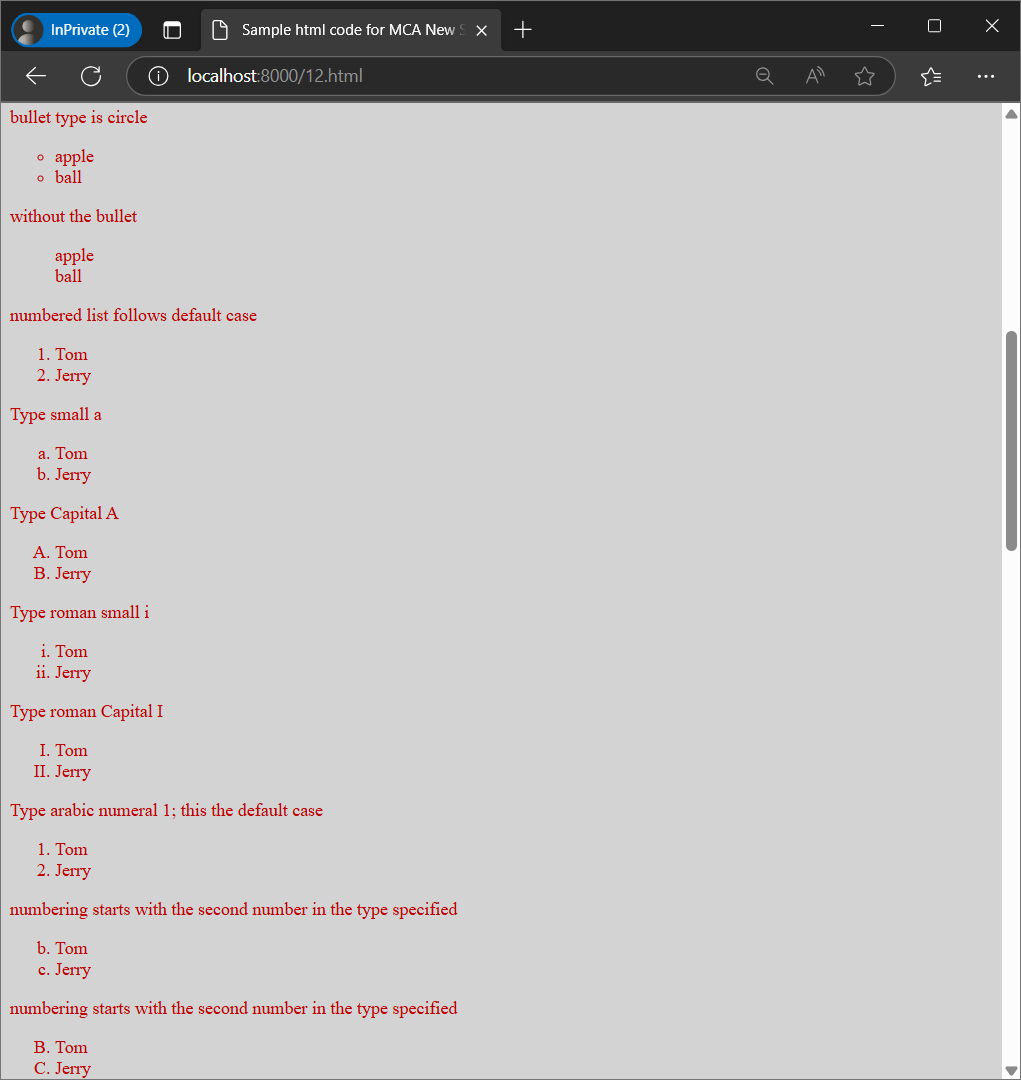 InPrivate (2)
Sample html code for MCA New
localhost:8000/12.html
bullet type is circle
apple
ball
without the bullet
apple
ball
numbered list follows default case
1. Tom
2. Jerry
Type small a
a. Tom
b. Jerry
Type Capital A
A. Tom
B. Jerry
Type roman small i
i. Tom
ii. Jerry
Type roman Capital I
I. Tom
II. Jerry
Type arabic numeral 1; this the default case
1. Tom
2. Jerry
numbering starts with the second number in the type specified
b. Tom
c. Jerry
numbering starts with the second number in the type specified
B. Tom
C. Jerry